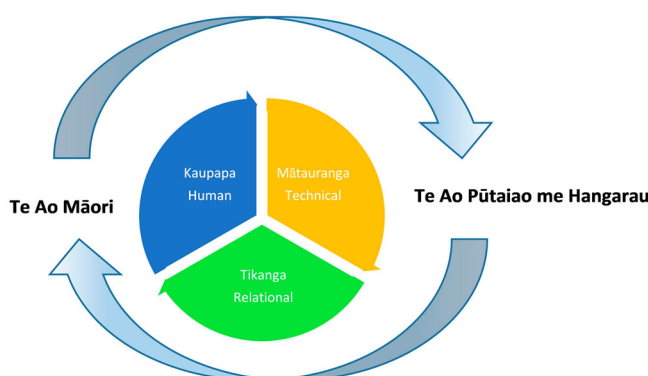 Kaupapa
Human
Mātauranga
Technical
Te Ao Māori
Te Ao Pūtaiao me Hangarau
Tikanga
Relational